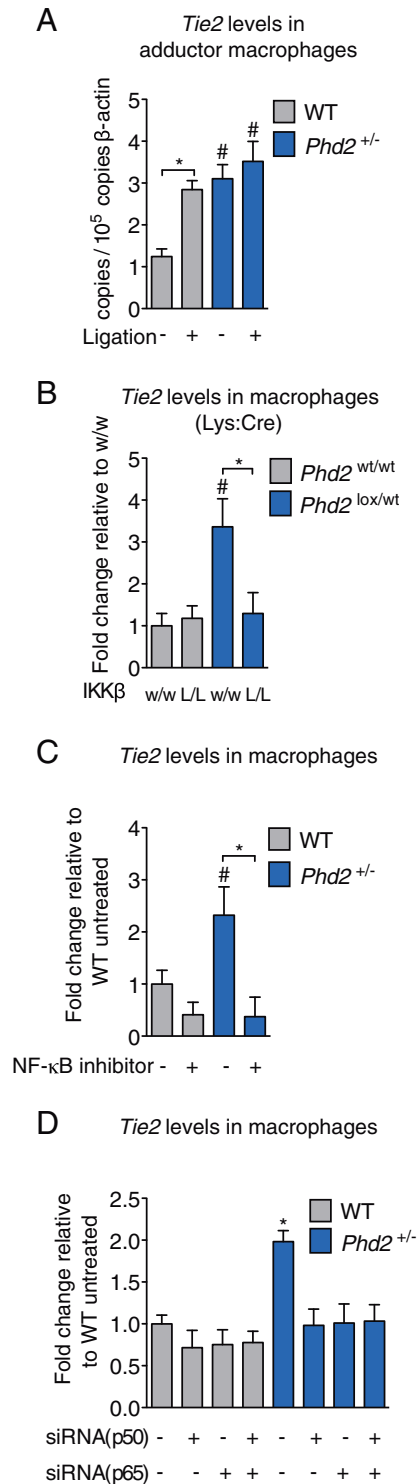 A
Tie2 levels in
adductor macrophages
WT
Phd2 +/-
copies / 10⁵ copies β-actin
5
4
3
2
1
0
*
#
#
Ligation - + - +
B
Tie2 levels in macrophages
(Lys:Cre)
Phd2 wt/wt
Phd2 lox/wt
Fold change relative to w/w
5
4
3
2
1
0
*
#
IKKβ w/w L/L w/w L/L
C
Tie2 levels in macrophages
WT
Phd2 +/-
Fold change relative to
WT untreated
4
2
1
0
*
#
NF-κB inhibitor - + - +
D
Tie2 levels in macrophages
WT
Phd2 +/-
Fold change relative
to WT untreated
2.5
2.0
1.5
1.0
0.5
0.0
*
siRNA(p50) - + - + - + - +
siRNA(p65) - - + + - - + +